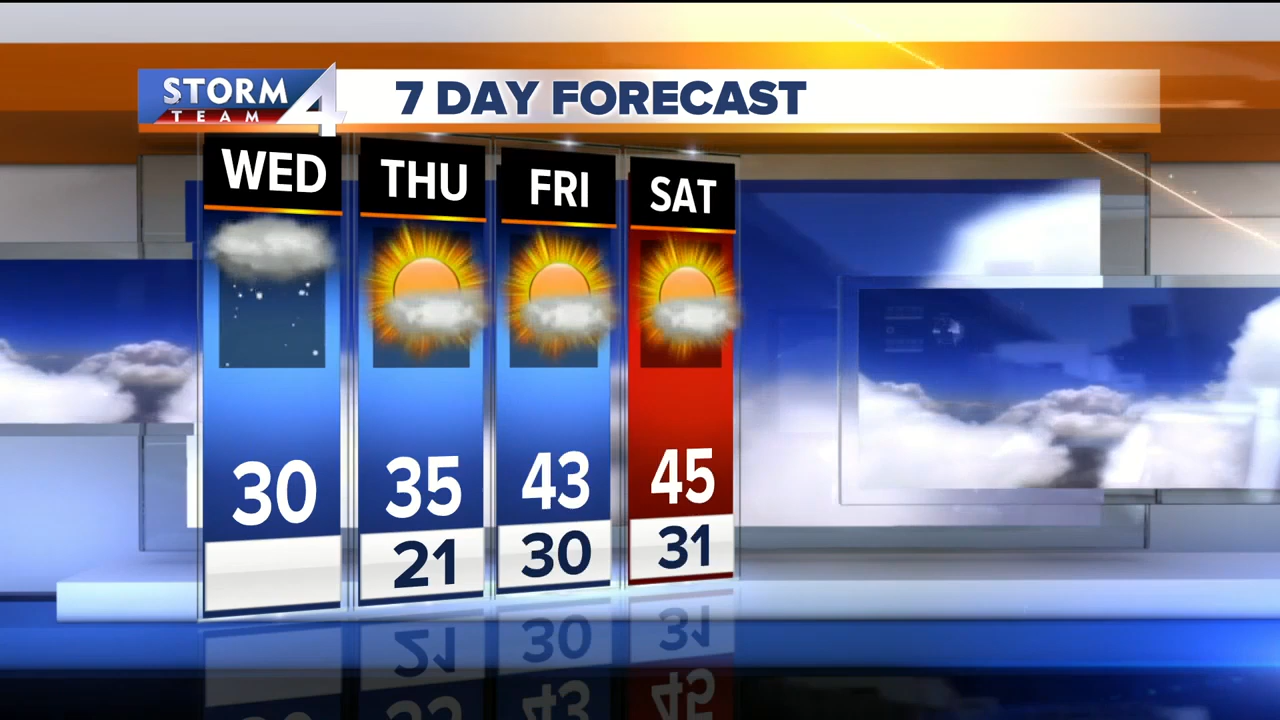 STORM 4
TEAM
7 DAY FORECAST
WED THU FRI SAT
30 35 43 45
21 30 31